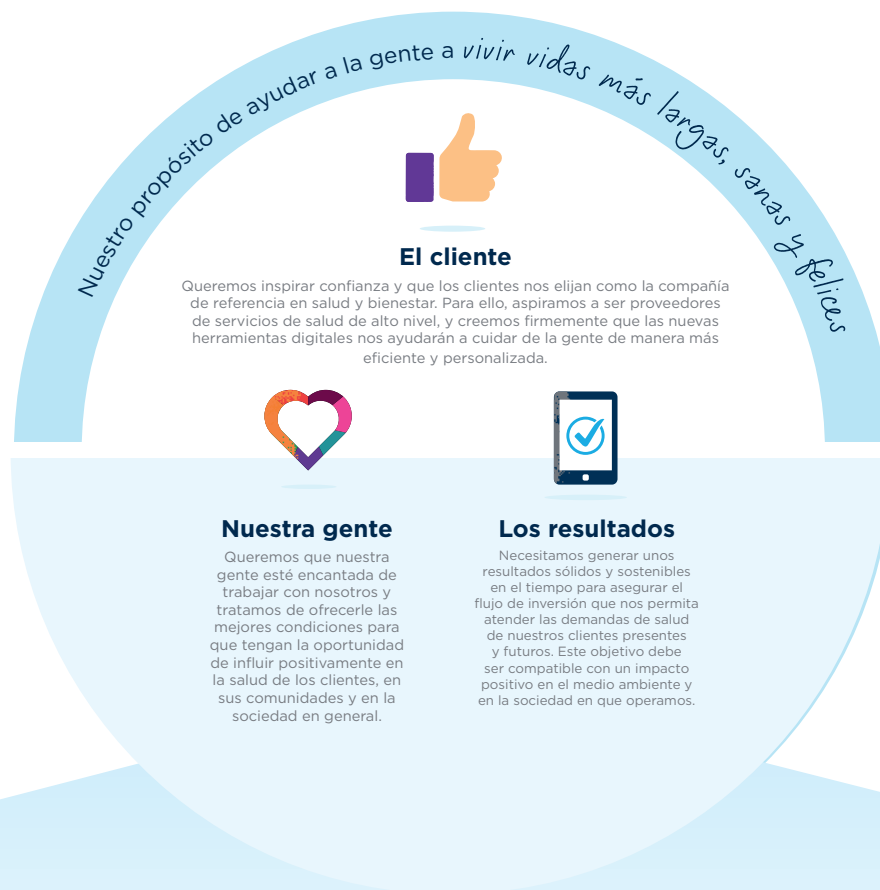 Nuestro propósito de ayudar a la gente a vivir vidas más largas, sanas y felices
El cliente
Queremos inspirar confianza y que los clientes nos elijan como la compañía
de referencia en salud y bienestar. Para ello, aspiramos a ser proveedores
de servicios de salud de alto nivel, y creemos firmemente que las nuevas
herramientas digitales nos ayudarán a cuidar de la gente de manera más
eficiente y personalizada.
Nuestra gente
Queremos que nuestra
gente esté encantada de
trabajar con nosotros y
tratamos de ofrecerle las
mejores condiciones para
que tengan la oportunidad
de influir positivamente en
la salud de los clientes, en
sus comunidades y en la
sociedad en general.
Los resultados
Necesitamos generar unos
resultados sólidos y sostenibles
en el tiempo para asegurar el
flujo de inversión que nos permita
atender las demandas de salud
de nuestros clientes presentes
y futuros. Este objetivo debe
ser compatible con un impacto
positivo en el medio ambiente y
en la sociedad en que operamos.